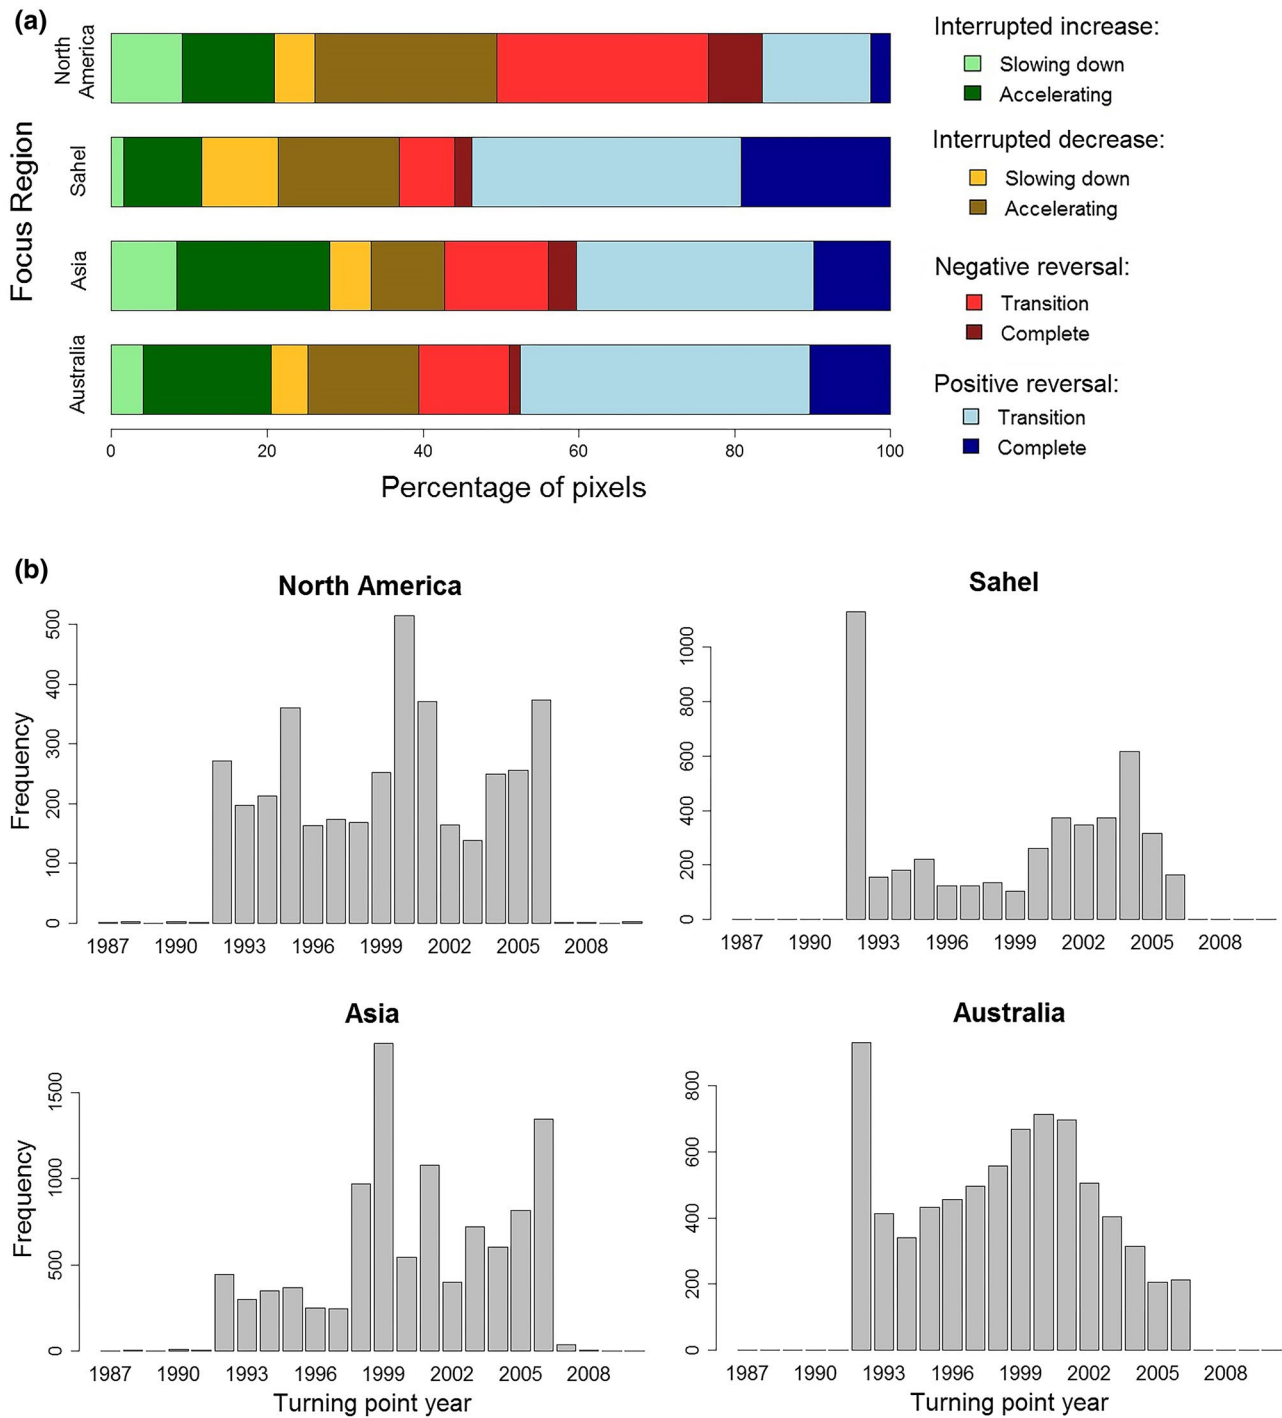 (a)
Focus Region
North
America
Sahel
Asia
Australia
0 20 40 60 80 100
Percentage of pixels
Interrupted increase:
Slowing down
Accelerating
Interrupted decrease:
Slowing down
Accelerating
Negative reversal:
Transition
Complete
Positive reversal:
Transition
Complete
(b)
North America
Frequency
500
400
300
200
100
0
1987 1990 1993 1996 1999 2002 2005 2008
Sahel
1000
800
600
400
200
0
1987 1990 1993 1996 1999 2002 2005 2008
Asia
Frequency
1500
1000
500
0
1987 1990 1993 1996 1999 2002 2005 2008
Turning point year
Australia
800
600
400
200
0
1987 1990 1993 1996 1999 2002 2005 2008
Turning point year